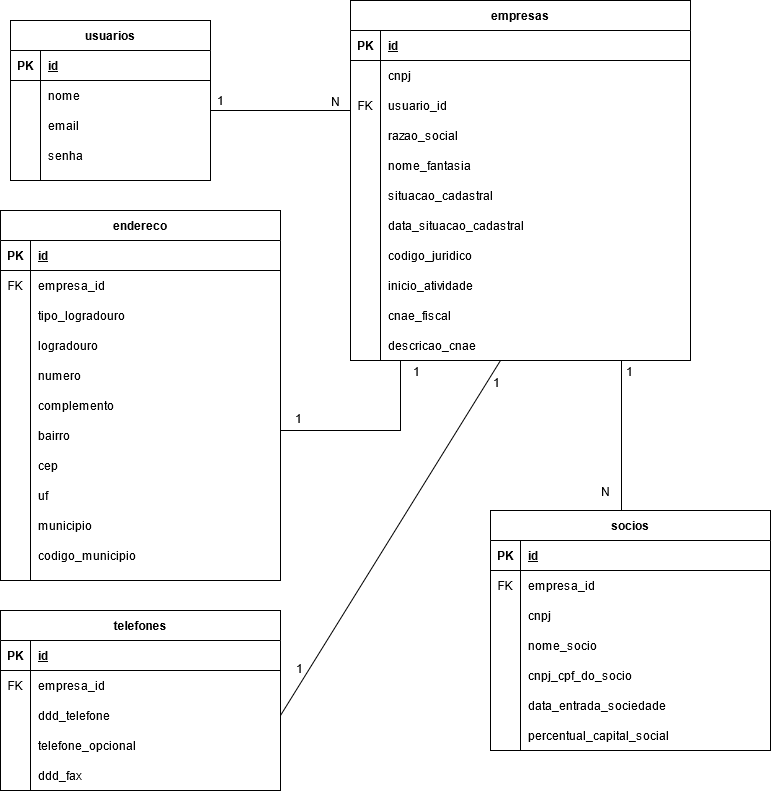 usuarios
PK id
nome
email
senha
1 N
empresas
PK id
cnpj
FK usuario_id
razao_social
nome_fantasia
situacao_cadastral
data_situacao_cadastral
codigo_juridico
inicio_atividade
cnae_fiscal
descricao_cnae
endereco
PK id
FK empresa_id
tipo_logradouro
logradouro
numero
complemento
bairro
cep
uf
municipio
codigo_municipio
1
1
1
1
1
N
telefones
PK id
FK empresa_id
ddd_telefone
telefone_opcional
ddd_fax
socios
PK id
FK empresa_id
cnpj
nome_socio
cnpj_cpf_do_socio
data_entrada_sociedade
percentual_capital_social